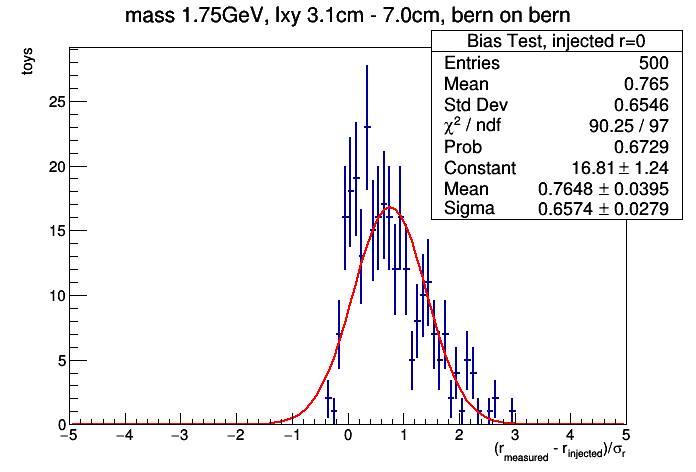 mass 1.75GeV, lxy 3.1cm - 7.0cm, bern on bern
Bias Test, injected r=0
Entries 500
Mean 0.765
Std Dev 0.6546
χ² / ndf 90.25 / 97
Prob 0.6729
Constant 16.81 ± 1.24
Mean 0.7648 ± 0.0395
Sigma 0.6574 ± 0.0279
toys
25
20
15
10
5
0
−5 −4 −3 −2 −1 0 1 2 3 4 5
(r_measured - r_injected)/σ_r